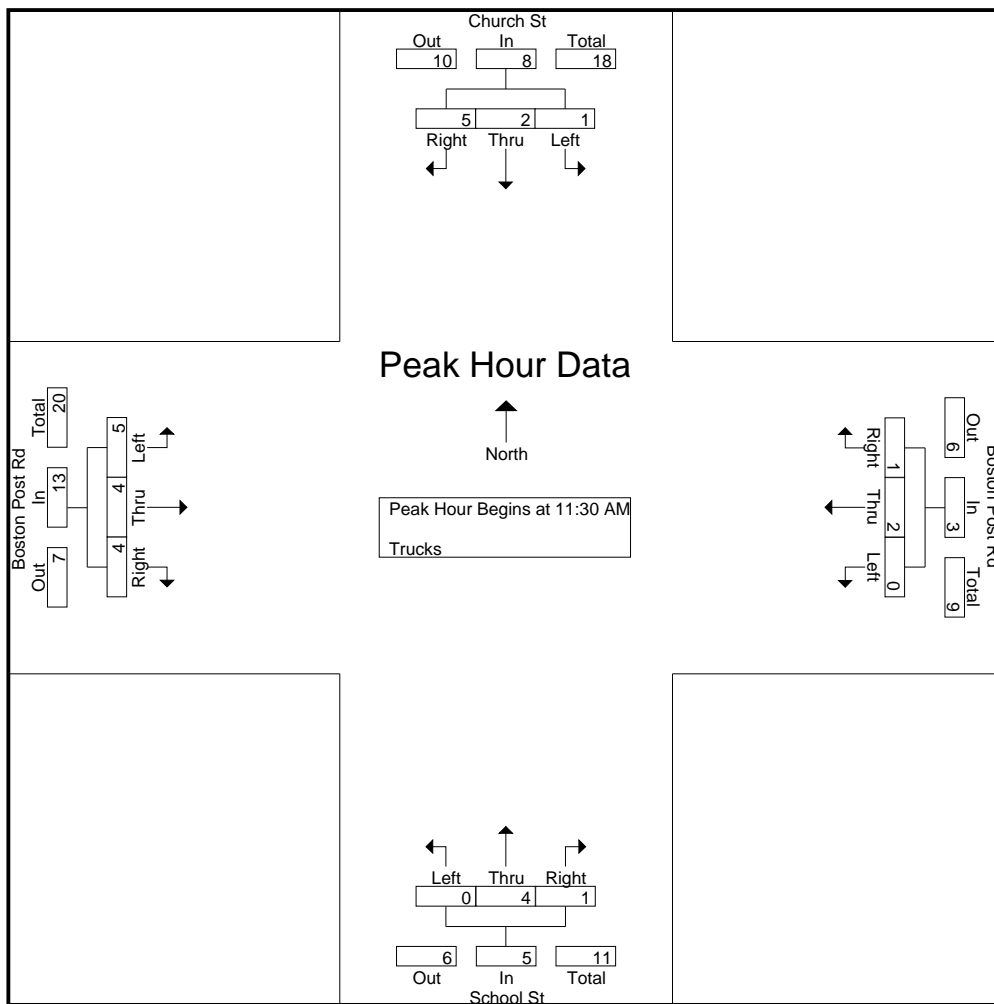 Church St
Out In Total
10 8 18
5 2 1
Right Thru Left
Peak Hour Data
North
Peak Hour Begins at 11:30 AM
Trucks
Boston Post Rd
Total In Out
20 13 7
5 4 4
Left Thru Right
Boston Post Rd
Out In Total
6 3 9
1 2 0
Right Thru Left
Left Thru Right
0 4 1
6 5 11
Out In Total
School St